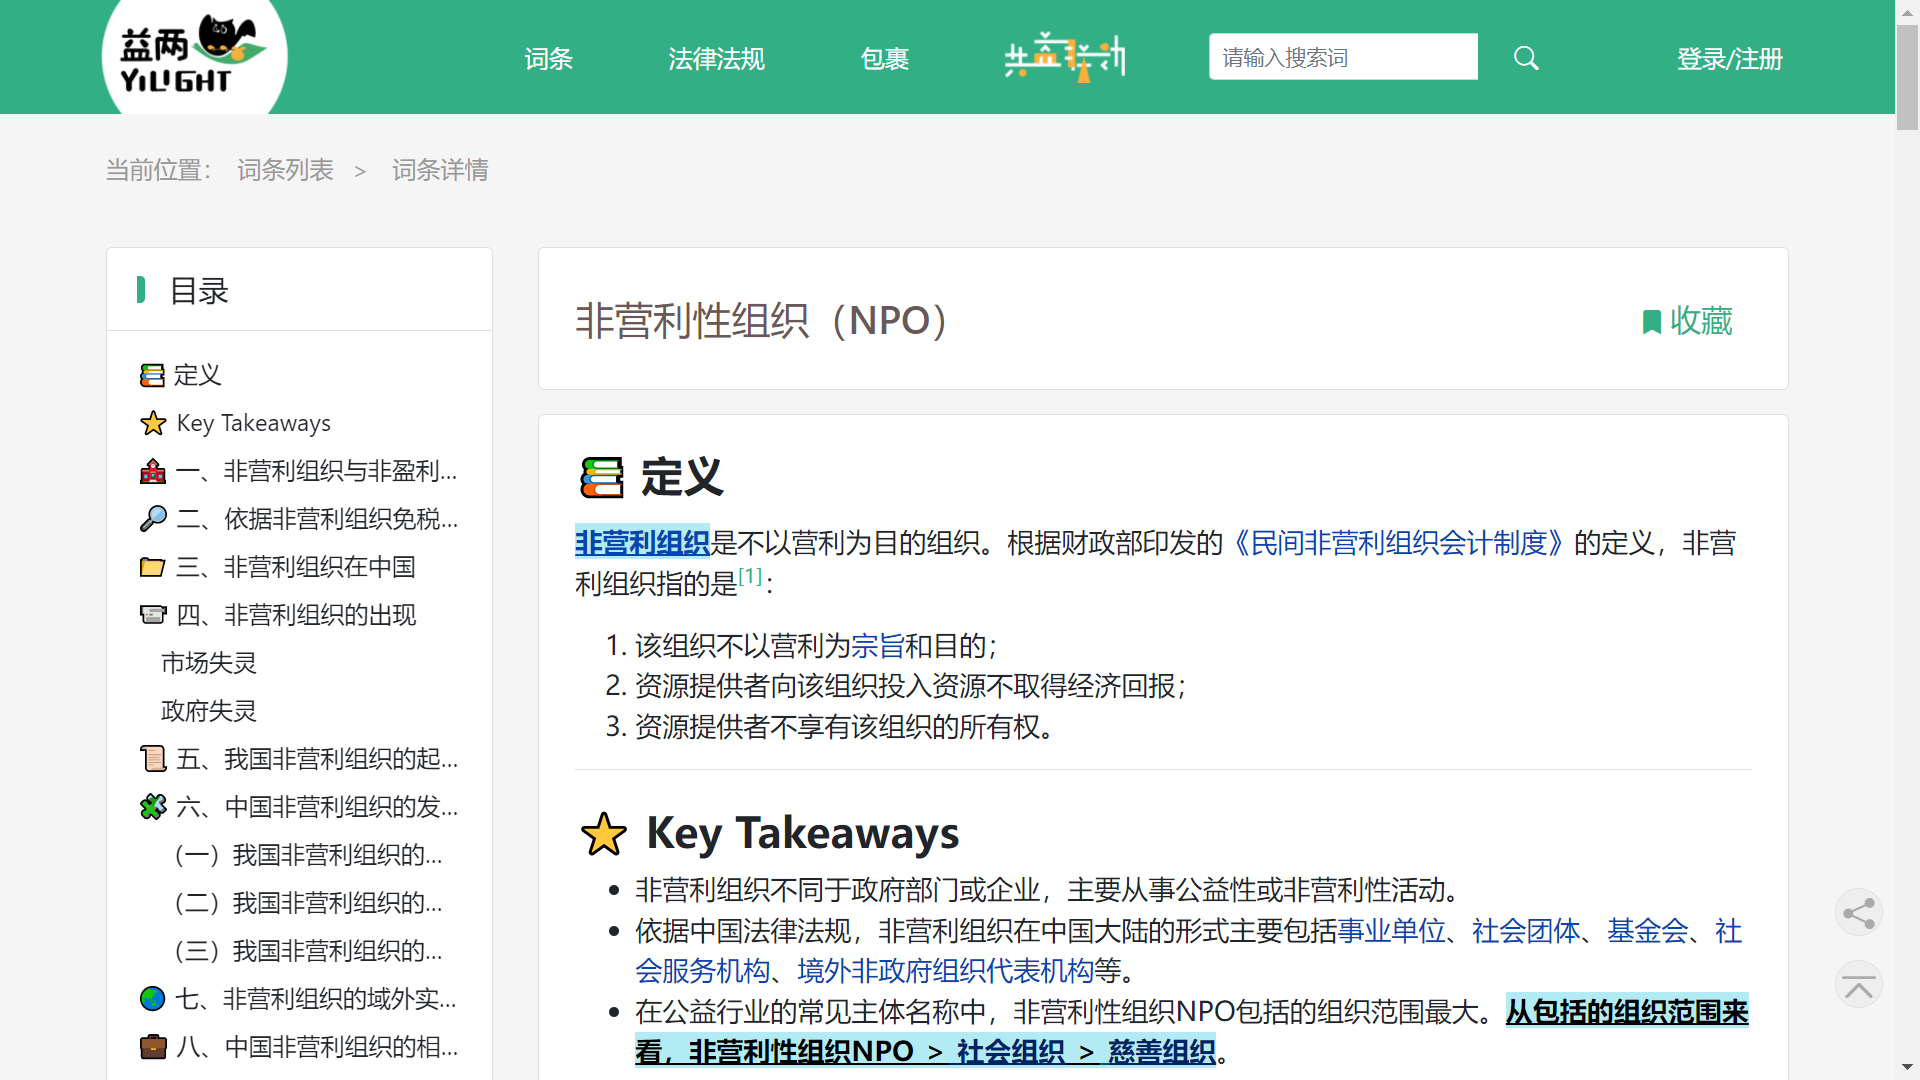 益两
YiLIGHT
词条
法律法规
包裹
共益联动
请输入搜索词
登录/注册
当前位置： 词条列表 > 词条详情
目录
定义
Key Takeaways
一、非营利组织与非盈利...
二、依据非营利组织免税...
三、非营利组织在中国
四、非营利组织的出现
市场失灵
政府失灵
五、我国非营利组织的起...
六、中国非营利组织的发...
（一）我国非营利组织的...
（二）我国非营利组织的...
（三）我国非营利组织的...
七、非营利组织的域外实...
八、中国非营利组织的相...
非营利性组织（NPO）
收藏
定义
非营利组织是不以营利为目的组织。根据财政部印发的《民间非营利组织会计制度》的定义，非营
利组织指的是[1]：
1. 该组织不以营利为宗旨和目的；
2. 资源提供者向该组织投入资源不取得经济回报；
3. 资源提供者不享有该组织的所有权。
Key Takeaways
• 非营利组织不同于政府部门或企业，主要从事公益性或非营利性活动。
• 依据中国法律法规，非营利组织在中国大陆的形式主要包括事业单位、社会团体、基金会、社
会服务机构、境外非政府组织代表机构等。
• 在公益行业的常见主体名称中，非营利性组织NPO包括的组织范围最大。从包括的组织范围来
看，非营利性组织NPO > 社会组织 > 慈善组织。